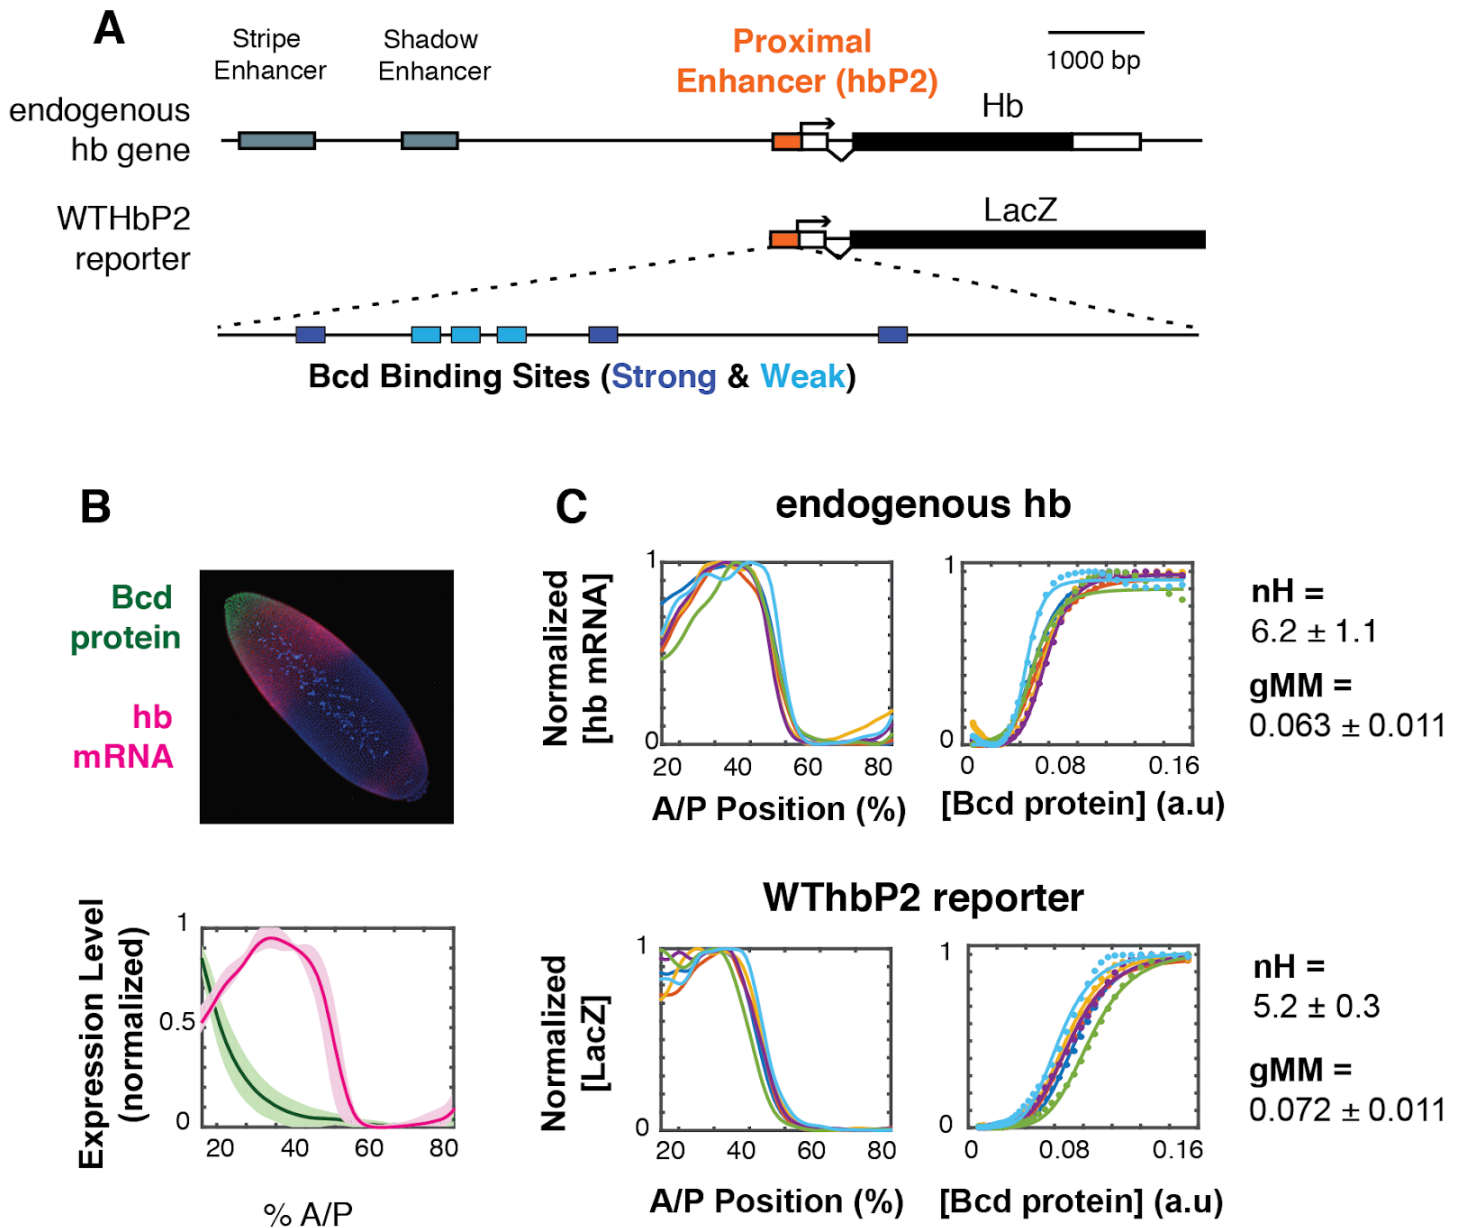 A
Stripe
Enhancer
Shadow
Enhancer
Proximal
Enhancer (hbP2)
1000 bp
endogenous
hb gene
Hb
WTHbP2
reporter
LacZ
Bcd Binding Sites (Strong & Weak)
B
Bcd
protein
hb
mRNA
Expression Level
(normalized)
1
0.5
0
20 40 60 80
% A/P
C
endogenous hb
Normalized
[hb mRNA]
1
0
20 40 60 80
A/P Position (%)
1
0
0 0.08 0.16
[Bcd protein] (a.u)
nH =
6.2 ± 1.1
gMM =
0.063 ± 0.011
WThbP2 reporter
Normalized
[LacZ]
1
0
20 40 60 80
A/P Position (%)
1
0
0 0.08 0.16
[Bcd protein] (a.u)
nH =
5.2 ± 0.3
gMM =
0.072 ± 0.011